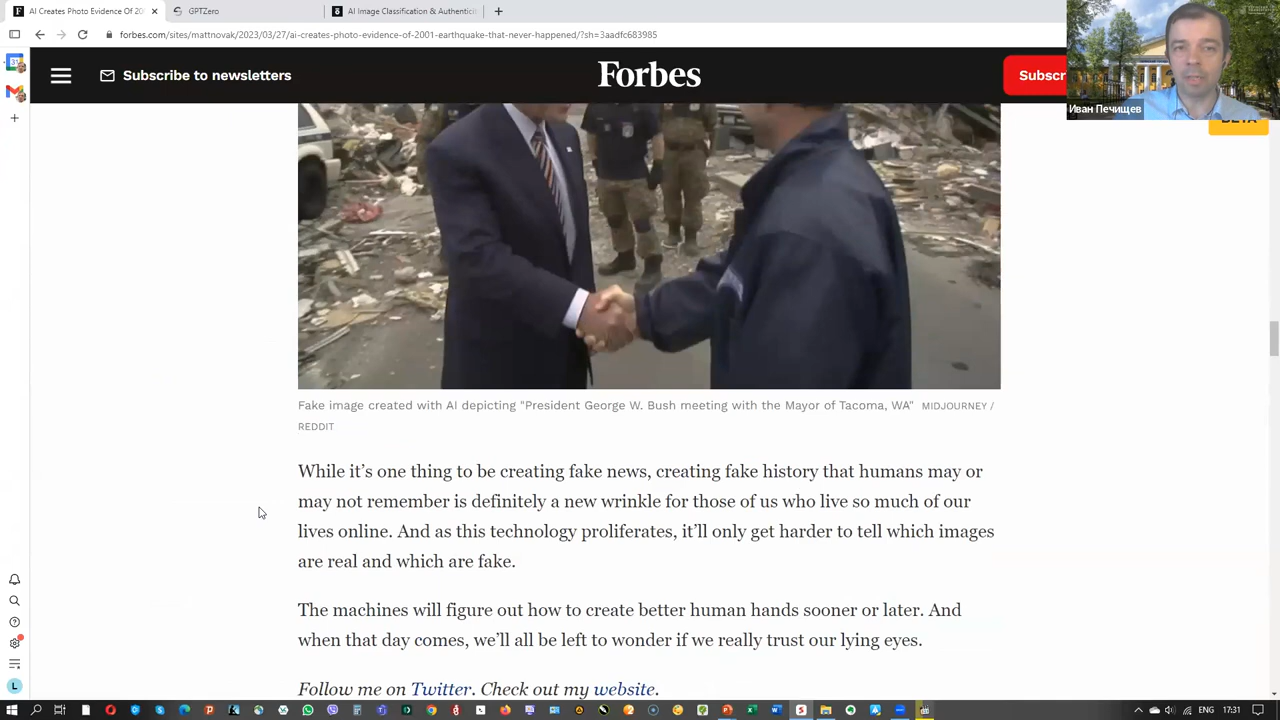 AI Creates Photo Evidence Of 20
GPTZero
AI Image Classification & Authentici
forbes.com/sites/mattnovak/2023/03/27/ai-creates-photo-evidence-of-2001-earthquake-that-never-happened/?sh=3aadfc683985
Subscribe to newsletters
Forbes
Subscr
Иван Печищев
BETA
Fake image created with AI depicting "President George W. Bush meeting with the Mayor of Tacoma, WA" MIDJOURNEY /
REDDIT
While it's one thing to be creating fake news, creating fake history that humans may or
may not remember is definitely a new wrinkle for those of us who live so much of our
lives online. And as this technology proliferates, it'll only get harder to tell which images
are real and which are fake.
The machines will figure out how to create better human hands sooner or later. And
when that day comes, we'll all be left to wonder if we really trust our lying eyes.
Follow me on Twitter. Check out my website.
L
ENG
17:31